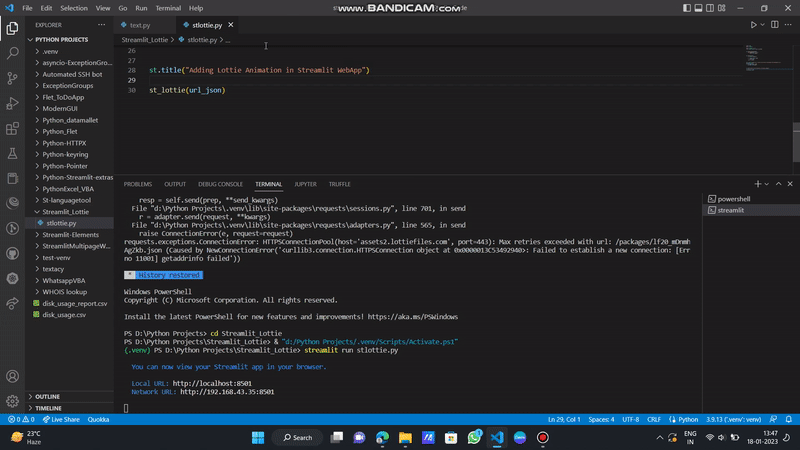 File Edit Selection View Go Run Terminal Help
www.BANDICAM.com
EXPLORER
text.py
stlottie.py
PYTHON PROJECTS
Streamlit_Lottie > stlottie.py > ...
.venv
asyncio-ExceptionGro...
Automated SSH bot
ExceptionGroups
Flet_ToDoApp
ModernGUI
Python_datamallet
Python_Flet
Python-HTTPX
Python-keyring
Python-Pointer
Python-Streamlit-extras
PythonExcel_VBA
St-languagetool
Streamlit_Lottie
stlottie.py
Streamlit-Elements
StreamlitMultipageW...
test-venv
textacy
WhatsappVBA
WHOIS lookup
disk_usage_report.csv
disk_usage.csv
OUTLINE
TIMELINE
26
27
28 st.title("Adding Lottie Animation in Streamlit WebApp")
29
30 st_lottie(url_json)
PROBLEMS OUTPUT DEBUG CONSOLE TERMINAL JUPYTER TRUFFLE
powershell
streamlit
resp = self.send(prep, **send_kwargs)
File "d:\Python Projects\.venv\lib\site-packages\requests\sessions.py", line 701, in send
r = adapter.send(request, **kwargs)
File "d:\Python Projects\.venv\lib\site-packages\requests\adapters.py", line 565, in send
raise ConnectionError(e, request=request)
requests.exceptions.ConnectionError: HTTPSConnectionPool(host='assets2.lottiefiles.com', port=443): Max retries exceeded with url: /packages/lf20_mDnmh
AgZkb.json (Caused by NewConnectionError('<urllib3.connection.HTTPSConnection object at 0x0000013C53492940>: Failed to establish a new connection: [Err
no 11001] getaddrinfo failed'))
* History restored
Windows PowerShell
Copyright (C) Microsoft Corporation. All rights reserved.
Install the latest PowerShell for new features and improvements! https://aka.ms/PSWindows
PS D:\Python Projects> cd Streamlit_Lottie
PS D:\Python Projects\Streamlit_Lottie> & "d:/Python Projects/.venv/Scripts/Activate.ps1"
(.venv) PS D:\Python Projects\Streamlit_Lottie> streamlit run stlottie.py
You can now view your Streamlit app in your browser.
Local URL: http://localhost:8501
Network URL: http://192.168.43.35:8501
0 0 Live Share Quokka
Ln 29, Col 1 Spaces: 4 UTF-8 CRLF Python 3.9.13 ('.venv': venv)
23°C
Haze
Search
ENG
IN
13:47
18-01-2023